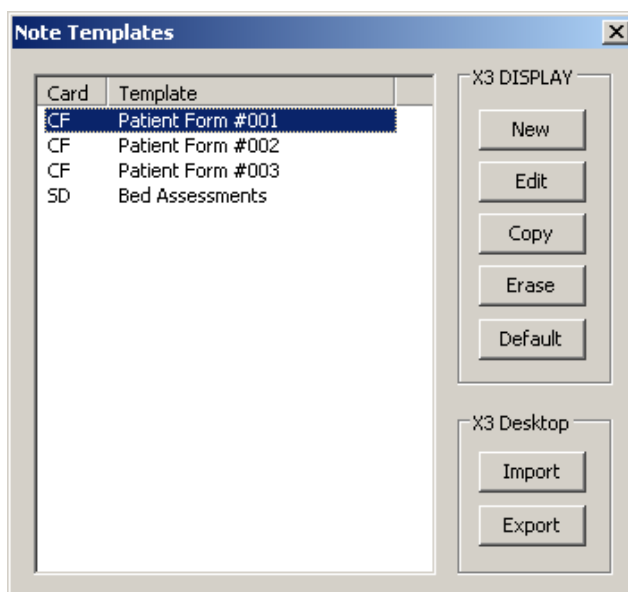 Note Templates
Card Template
CF Patient Form #001
CF Patient Form #002
CF Patient Form #003
SD Bed Assessments
X3 DISPLAY
New
Edit
Copy
Erase
Default
X3 Desktop
Import
Export